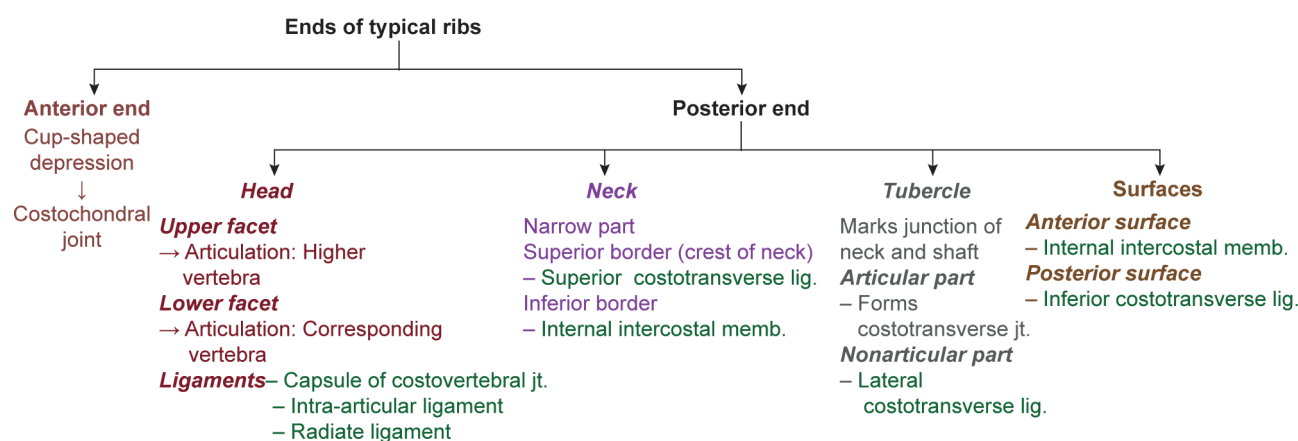 Ends of typical ribs
Anterior end
Cup-shaped
depression
↓
Costochondral
joint
Posterior end
Head
Upper facet
→ Articulation: Higher
vertebra
Lower facet
→ Articulation: Corresponding
vertebra
Ligaments– Capsule of costovertebral jt.
– Intra-articular ligament
– Radiate ligament
Neck
Narrow part
Superior border (crest of neck)
– Superior costotransverse lig.
Inferior border
– Internal intercostal memb.
Tubercle
Marks junction of
neck and shaft
Articular part
– Forms
costotransverse jt.
Nonarticular part
– Lateral
costotransverse lig.
Surfaces
Anterior surface
– Internal intercostal memb.
Posterior surface
– Inferior costotransverse lig.